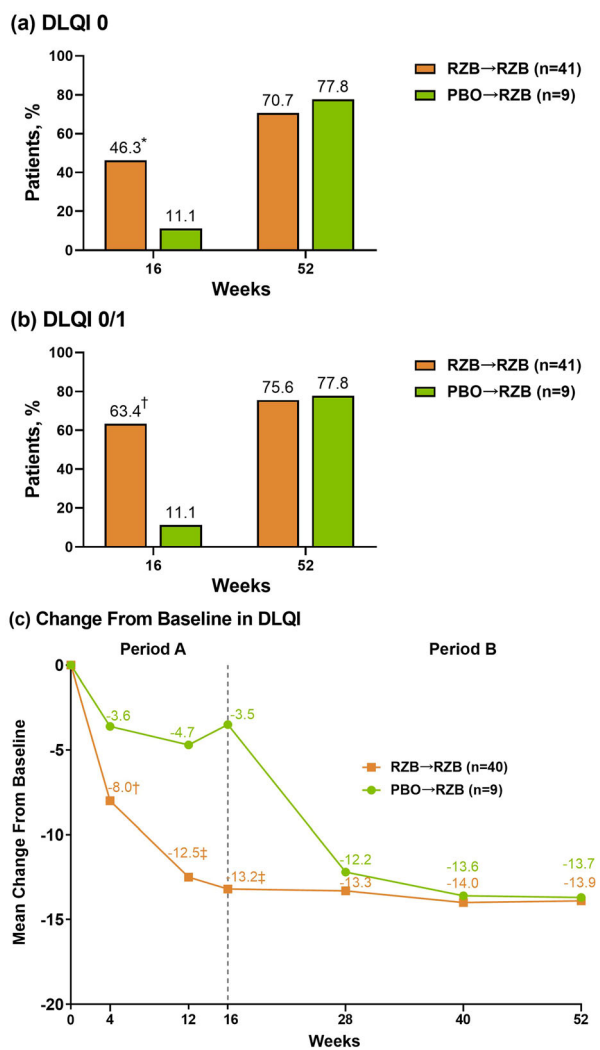 (a) DLQI 0
Patients, %
100
80
60
40
20
0
46.3*
11.1
70.7
77.8
16
52
Weeks
RZB→RZB (n=41)
PBO→RZB (n=9)
(b) DLQI 0/1
Patients, %
100
80
60
40
20
0
63.4†
11.1
75.6
77.8
16
52
Weeks
RZB→RZB (n=41)
PBO→RZB (n=9)
(c) Change From Baseline in DLQI
Period A
Period B
Mean Change From Baseline
0
-5
-10
-15
-20
-3.6
-4.7
-3.5
-12.2
-13.6
-13.7
-8.0†
-12.5‡
-13.2‡
-13.3
-14.0
-13.9
RZB→RZB (n=40)
PBO→RZB (n=9)
0
4
12
16
28
40
52
Weeks